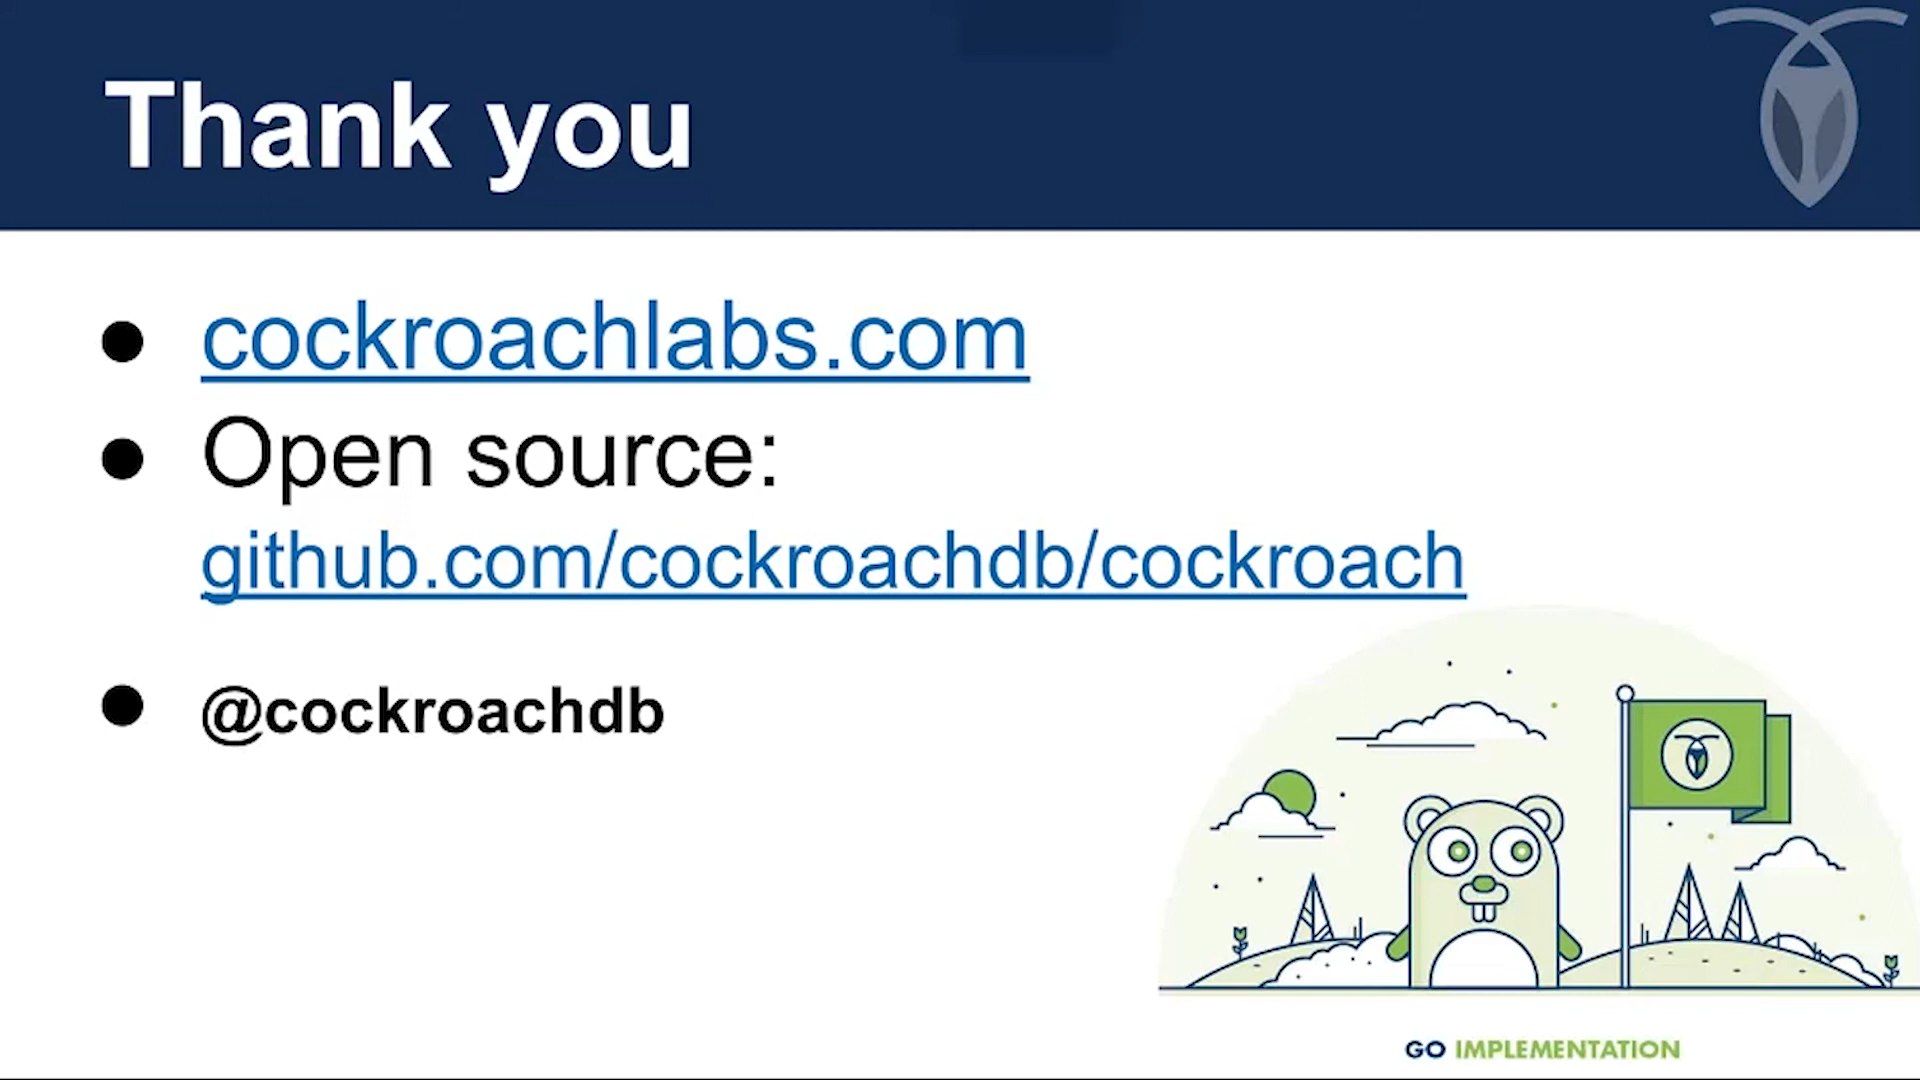 Thank you
cockroachlabs.com
Open source:
github.com/cockroachdb/cockroach
@cockroachdb
GO IMPLEMENTATION